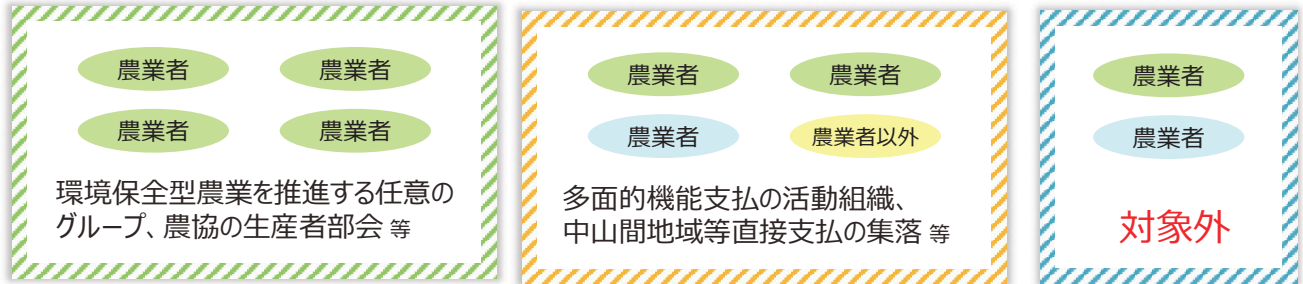 農業者 農業者
農業者 農業者
環境保全型農業を推進する任意の
グループ、農協の生産者部会 等
農業者 農業者
農業者 農業者以外
多面的機能支払の活動組織、
中山間地域等直接支払の集落 等
農業者
農業者
対象外